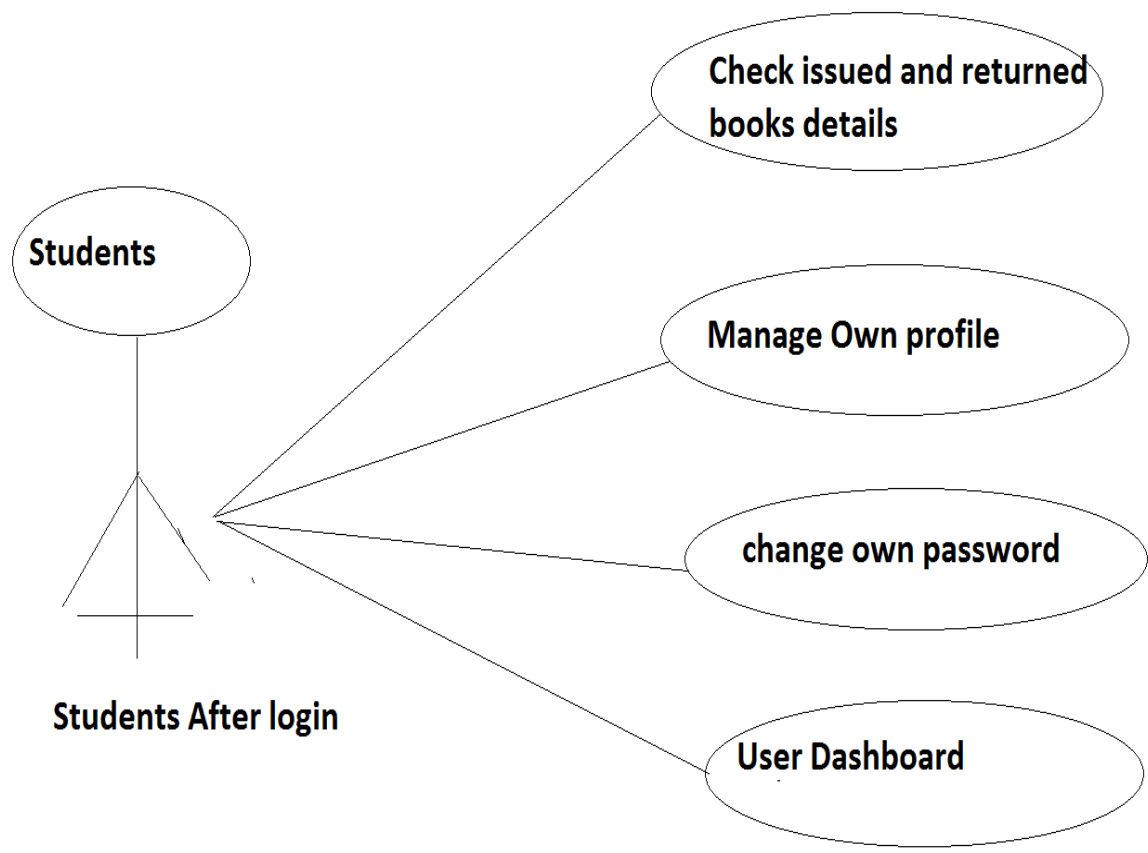 Check issued and returned
books details
Students
Manage Own profile
change own password
Students After login
User Dashboard